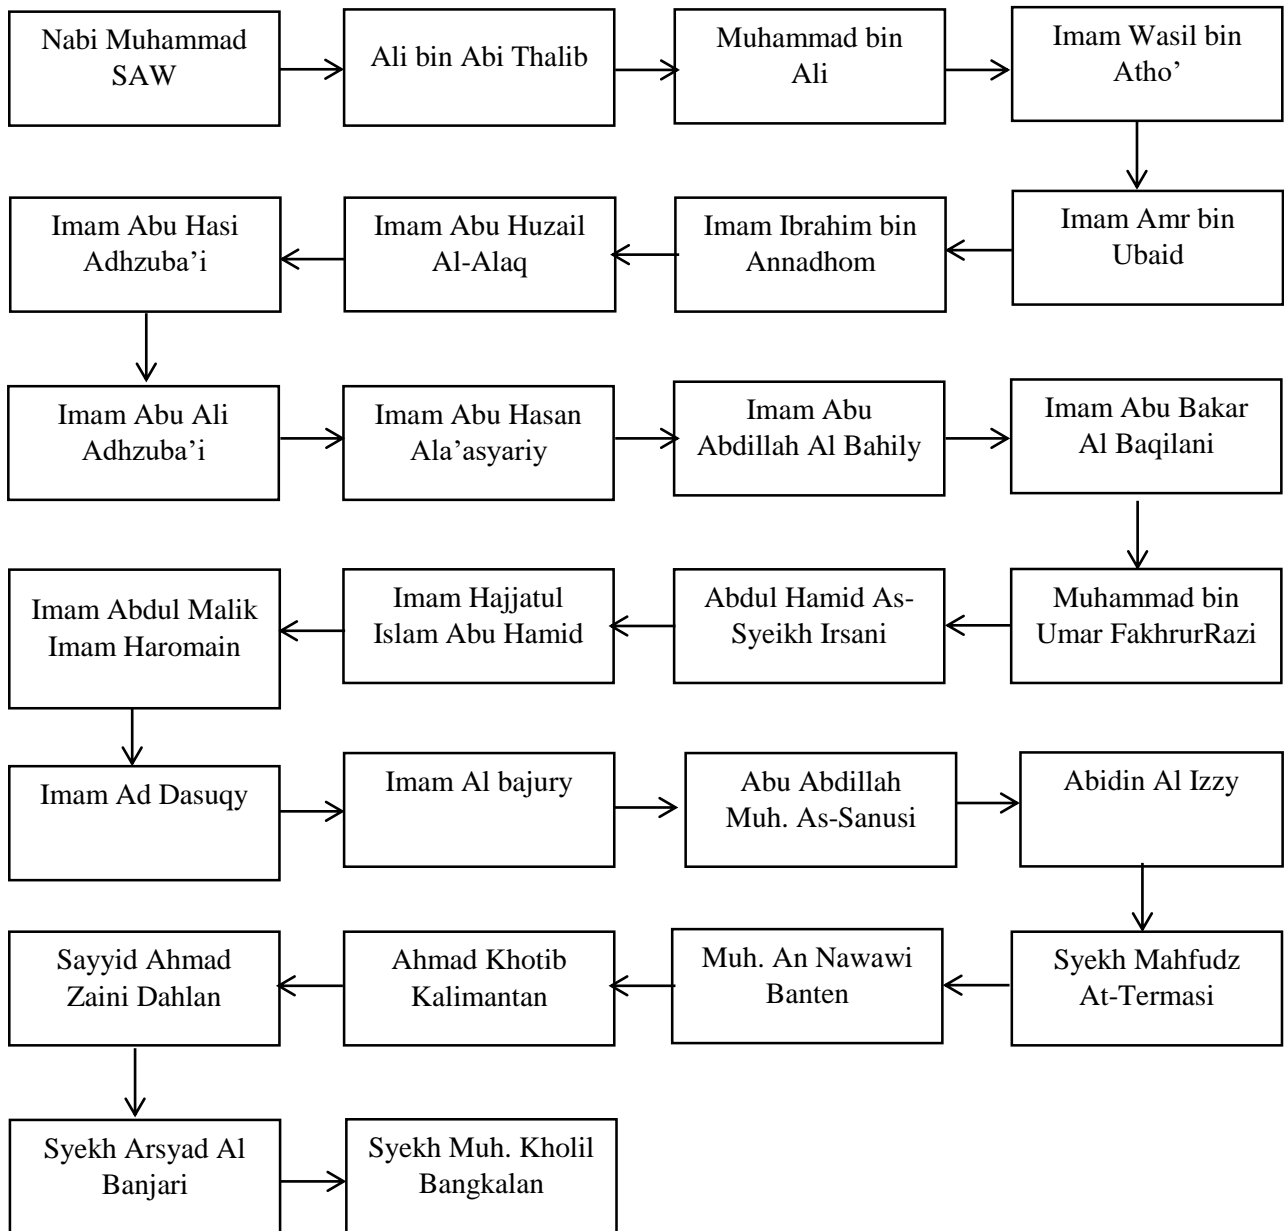 Nabi Muhammad
SAW
Ali bin Abi Thalib
Muhammad bin
Ali
Imam Wasil bin
Atho’
Imam Amr bin
Ubaid
Imam Ibrahim bin
Annadhom
Imam Abu Huzail
Al-Alaq
Imam Abu Hasi
Adhzuba’i
Imam Abu Ali
Adhzuba’i
Imam Abu Hasan
Ala’asyariy
Imam Abu
Abdillah Al Bahily
Imam Abu Bakar
Al Baqilani
Muhammad bin
Umar FakhrurRazi
Abdul Hamid As-
Syeikh Irsani
Imam Hajjatul
Islam Abu Hamid
Imam Abdul Malik
Imam Haromain
Imam Ad Dasuqy
Imam Al bajury
Abu Abdillah
Muh. As-Sanusi
Abidin Al Izzy
Syekh Mahfudz
At-Termasi
Muh. An Nawawi
Banten
Ahmad Khotib
Kalimantan
Sayyid Ahmad
Zaini Dahlan
Syekh Arsyad Al
Banjari
Syekh Muh. Kholil
Bangkalan